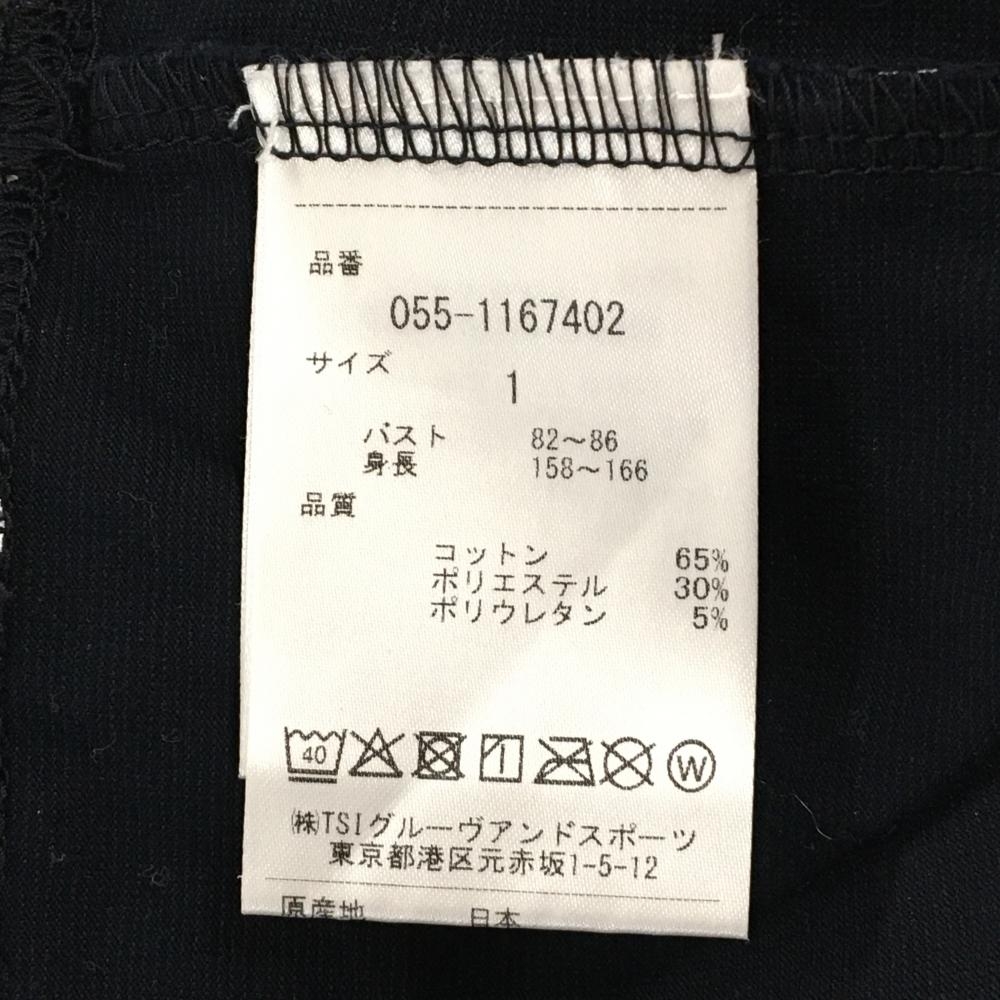 品番
055-1167402
サイズ
1
バスト 82~86
身長 158~166
品質
コットン 65%
ポリエステル 30%
ポリウレタン 5%
40 W
㈱TSIグルーヴアンドスポーツ
東京都港区元赤坂1-5-12
原産地 日本